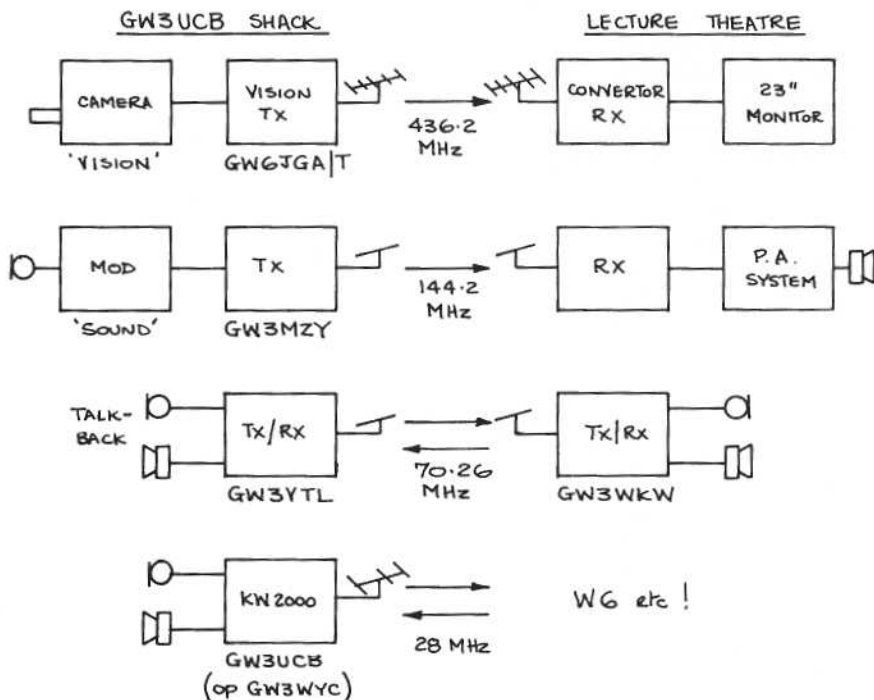 GW3UCB SHACK
LECTURE THEATRE
CAMERA
VISION
TX
436.2
MHz
CONVERTOR
RX
23"
MONITOR
'VISION'
GW6JGA/T
MOD
TX
144.2
MHz
RX
P.A.
SYSTEM
'SOUND'
GW3MZY
TALK-
BACK
TX/RX
70.26
MHz
TX/RX
GW3YTL
GW3WKW
KW2000
28 MHz
W6 etc !
GW3UCB
(op GW3WYC)